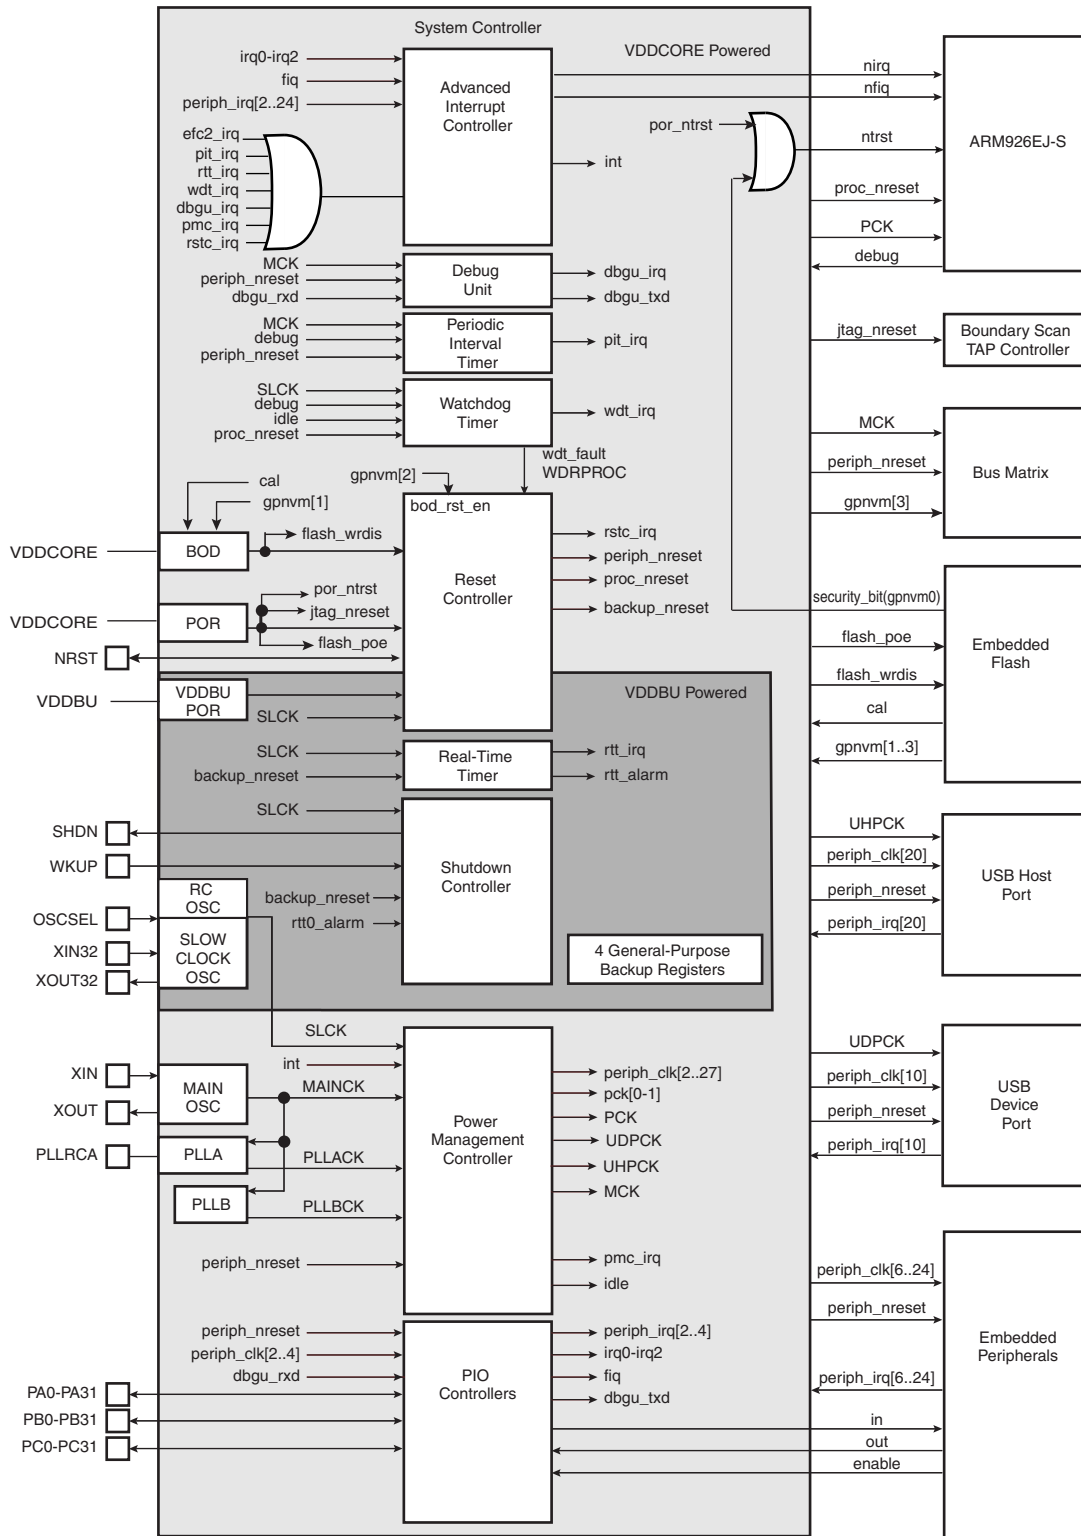 System Controller
VDDCORE Powered
irq0-irq2
fiq
periph_irq[2..24]
efc2_irq
pit_irq
rtt_irq
wdt_irq
dbgu_irq
pmc_irq
rstc_irq
Advanced
Interrupt
Controller
int
por_ntrst
nirq
nfiq
ntrst
proc_nreset
PCK
debug
ARM926EJ-S
MCK
periph_nreset
dbgu_rxd
Debug
Unit
dbgu_irq
dbgu_txd
MCK
debug
periph_nreset
Periodic
Interval
Timer
pit_irq
jtag_nreset
Boundary Scan
TAP Controller
SLCK
debug
idle
proc_nreset
Watchdog
Timer
wdt_irq
wdt_fault
WDRPROC
MCK
periph_nreset
gpnvm[3]
Bus Matrix
gpnvm[2]
cal
gpnvm[1]
bod_rst_en
VDDCORE
BOD
flash_wrdis
Reset
Controller
rstc_irq
periph_nreset
proc_nreset
backup_nreset
VDDCORE
POR
por_ntrst
jtag_nreset
flash_poe
NRST
security_bit(gpnvm0)
flash_poe
flash_wrdis
cal
gpnvm[1..3]
Embedded
Flash
VDDBU
VDDBU
POR
SLCK
VDDBU Powered
SLCK
backup_nreset
Real-Time
Timer
rtt_irq
rtt_alarm
SLCK
SHDN
WKUP
backup_nreset
rtt0_alarm
Shutdown
Controller
4 General-Purpose
Backup Registers
RC
OSC
OSCSEL
XIN32
XOUT32
SLOW
CLOCK
OSC
UHPCK
periph_clk[20]
periph_nreset
periph_irq[20]
USB Host
Port
SLCK
int
XIN
XOUT
MAIN
OSC
MAINCK
PLLRCA
PLLA
PLLACK
PLLB
PLLBCK
periph_nreset
Power
Management
Controller
periph_clk[2..27]
pck[0-1]
PCK
UDPCK
UHPCK
MCK
pmc_irq
idle
UDPCK
periph_clk[10]
periph_nreset
periph_irq[10]
USB
Device
Port
periph_nreset
periph_clk[2..4]
dbgu_rxd
PA0-PA31
PB0-PB31
PC0-PC31
PIO
Controllers
periph_irq[2..4]
irq0-irq2
fiq
dbgu_txd
periph_clk[6..24]
periph_nreset
periph_irq[6..24]
in
out
enable
Embedded
Peripherals